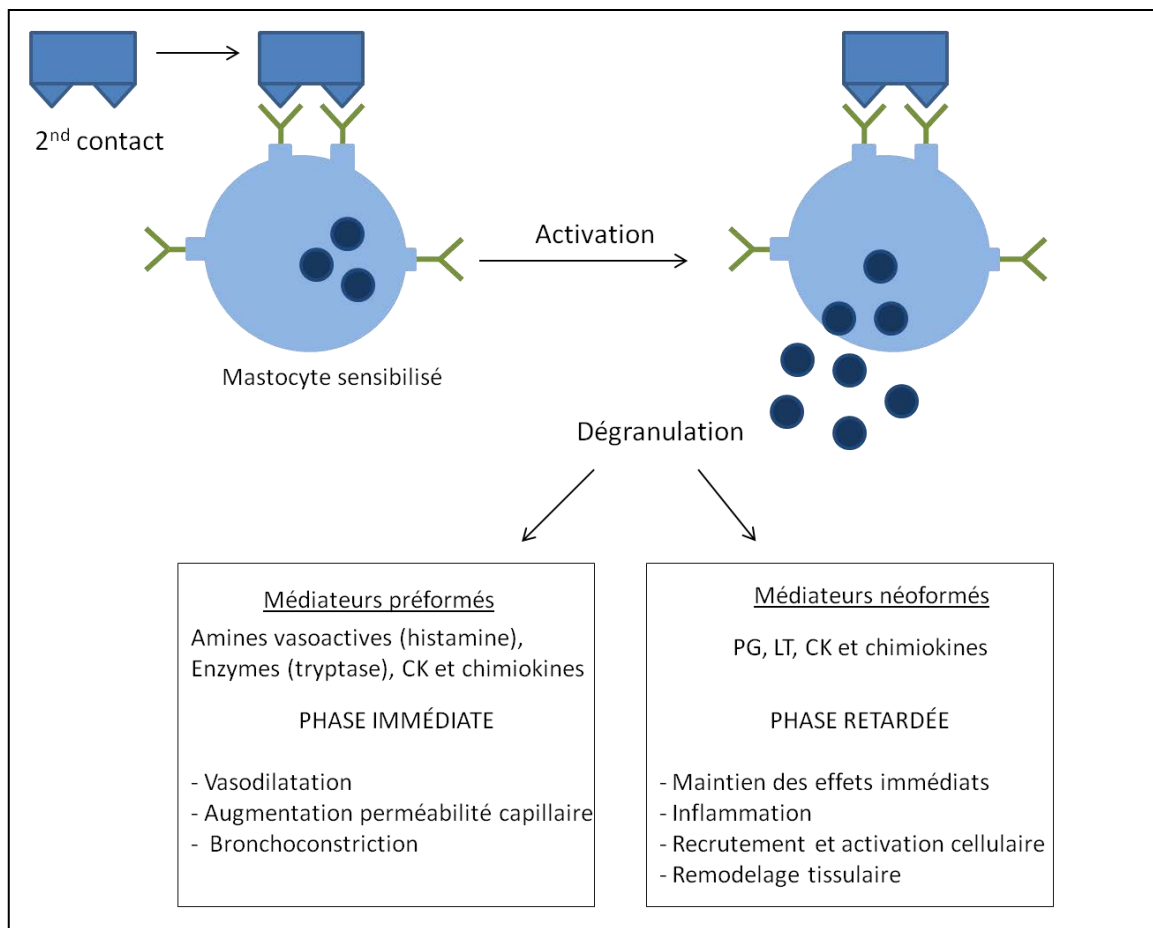 2nd contact
Activation
Mastocyte sensibilisé
Dégranulation
Médiateurs préformés
Amines vasoactives (histamine),
Enzymes (tryptase), CK et chimiokines
PHASE IMMÉDIATE
- Vasodilatation
- Augmentation perméabilité capillaire
- Bronchoconstriction
Médiateurs néoformés
PG, LT, CK et chimiokines
PHASE RETARDÉE
- Maintien des effets immédiats
- Inflammation
- Recrutement et activation cellulaire
- Remodelage tissulaire